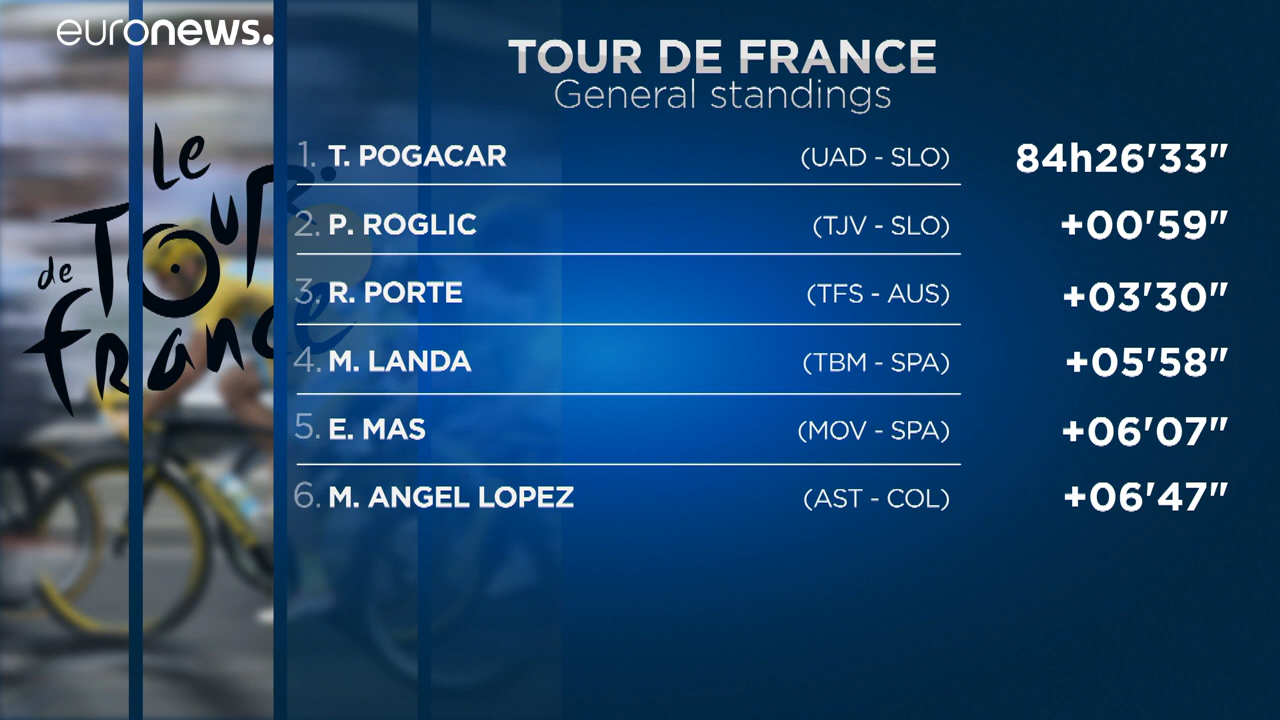 euronews.
TOUR DE FRANCE
General standings
Le
TOUR
de
france
1. T. POGACAR (UAD - SLO) 84h26'33"
2. P. ROGLIC (TJV - SLO) +00'59"
3. R. PORTE (TFS - AUS) +03'30"
4. M. LANDA (TBM - SPA) +05'58"
5. E. MAS (MOV - SPA) +06'07"
6. M. ANGEL LOPEZ (AST - COL) +06'47"